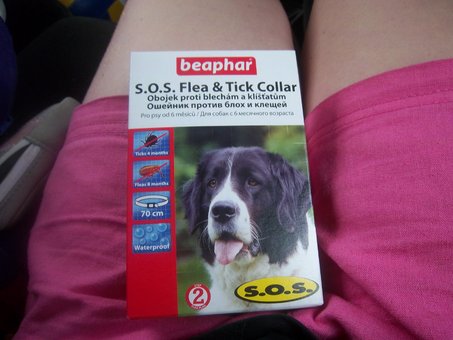 beaphar
S.O.S. Flea & Tick Collar
Obojek proti blechám a klíšťatům
Ошейник против блох и клещей
Pro psy od 6 měsíců / Для собак с 6 месячного возраста
Ticks 4 months
Fleas 8 months
70 cm
Waterproof
2
S.O.S.